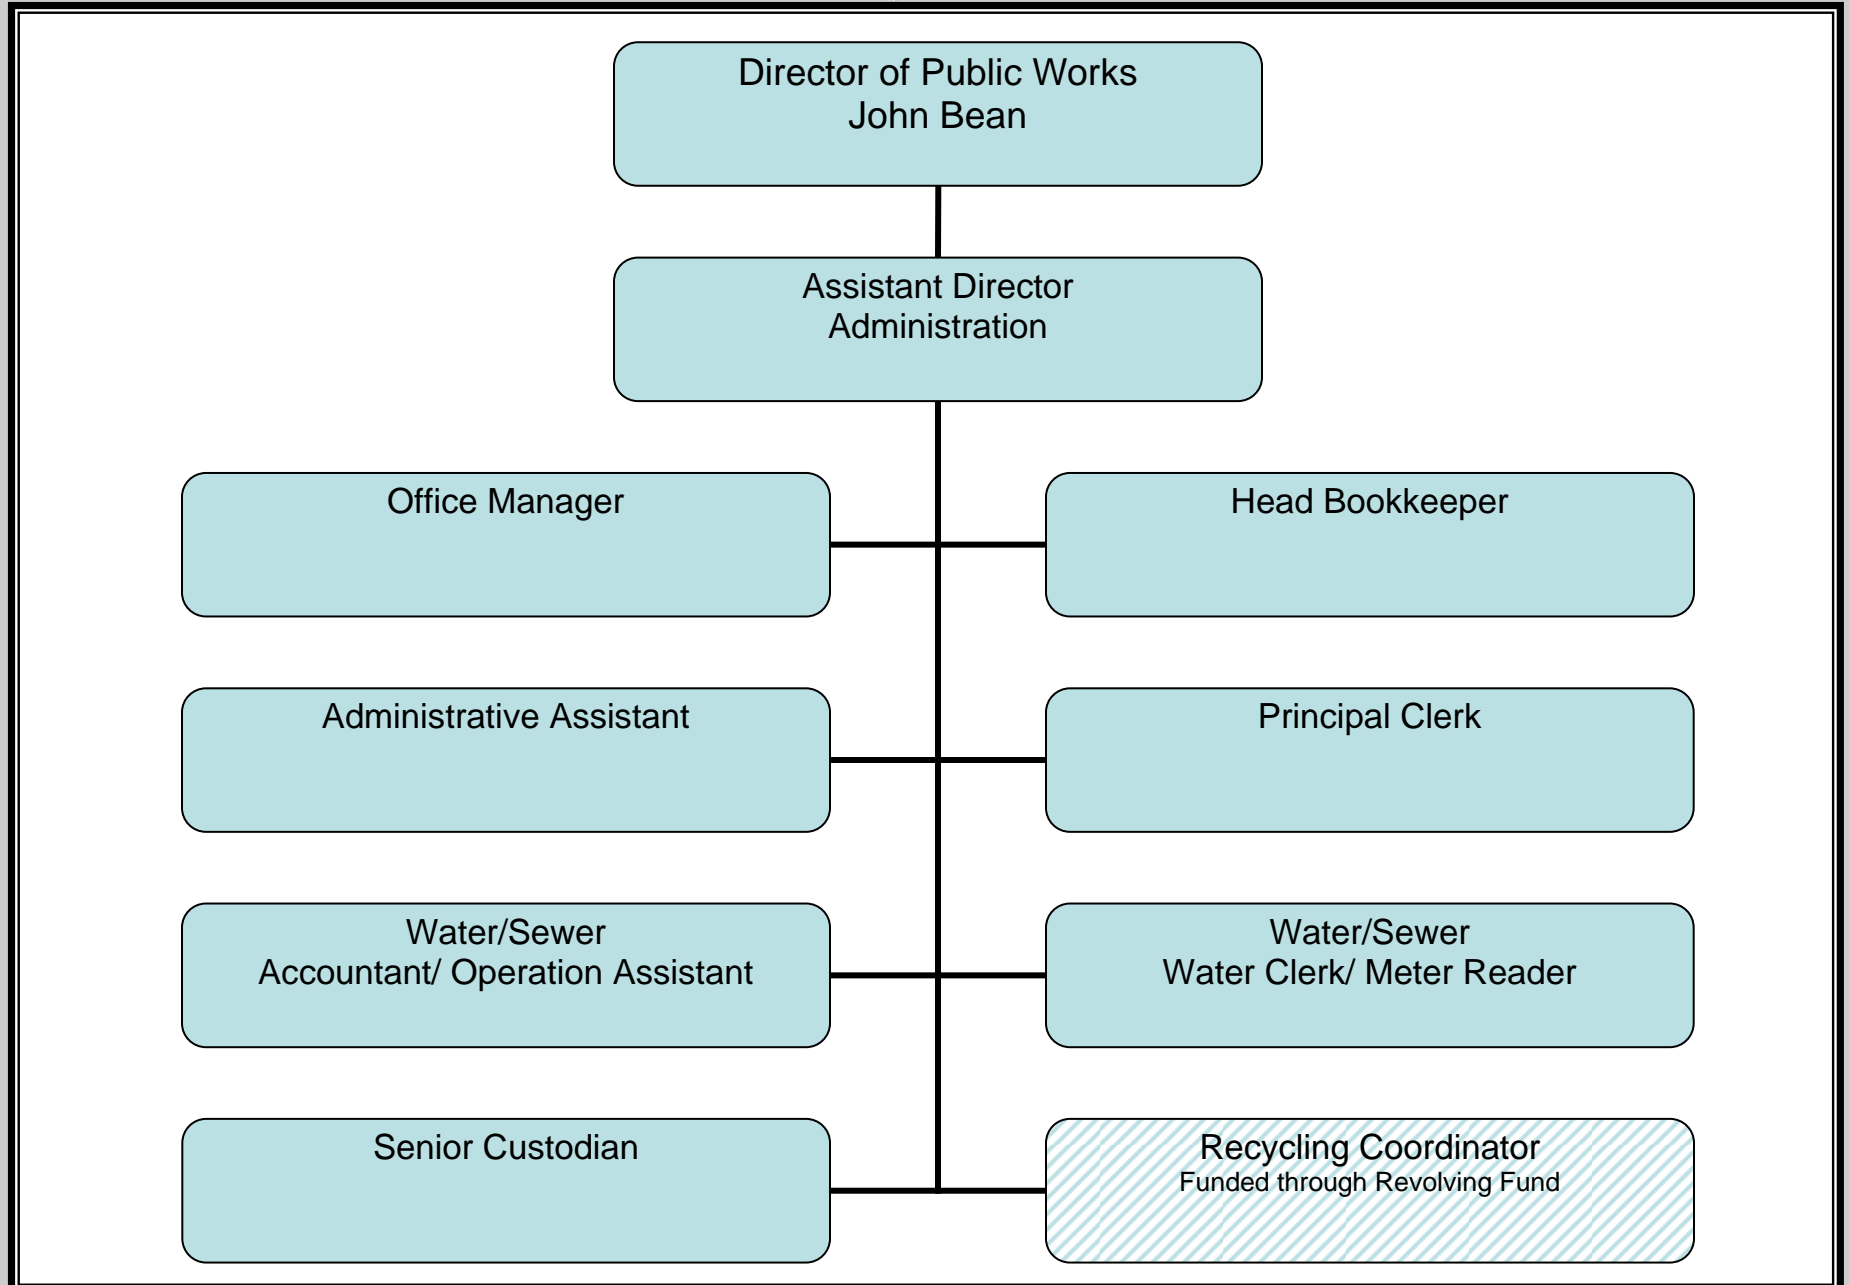 Director of Public Works
John Bean
Assistant Director
Administration
Office Manager
Head Bookkeeper
Administrative Assistant
Principal Clerk
Water/Sewer
Accountant/ Operation Assistant
Water/Sewer
Water Clerk/ Meter Reader
Senior Custodian
Recycling Coordinator
Funded through Revolving Fund